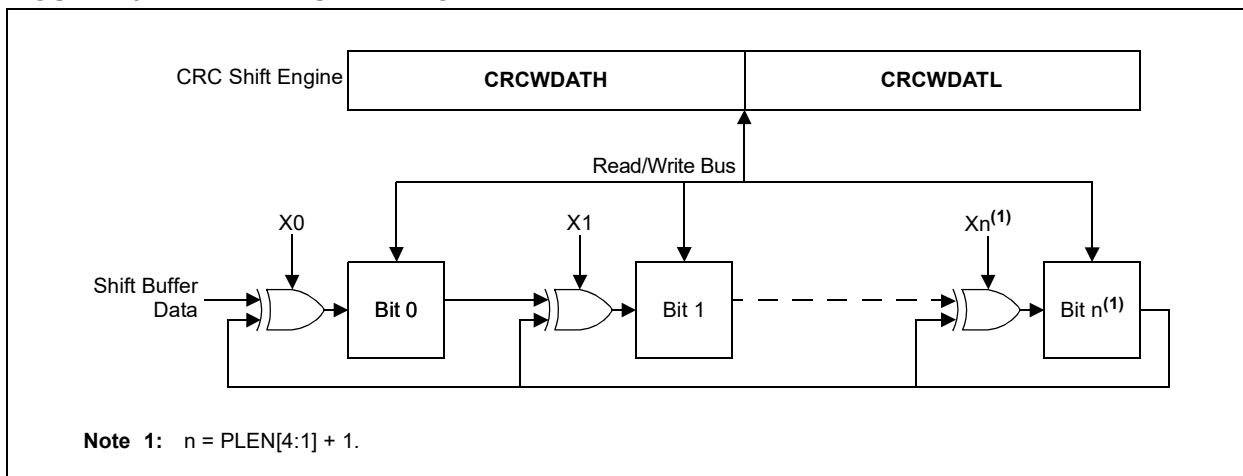 CRC Shift Engine
CRCWDATH
CRCWDATL
Read/Write Bus
X0
X1
Xn(1)
Shift Buffer
Data
Bit 0
Bit 1
Bit n(1)
Note 1: n = PLEN[4:1] + 1.